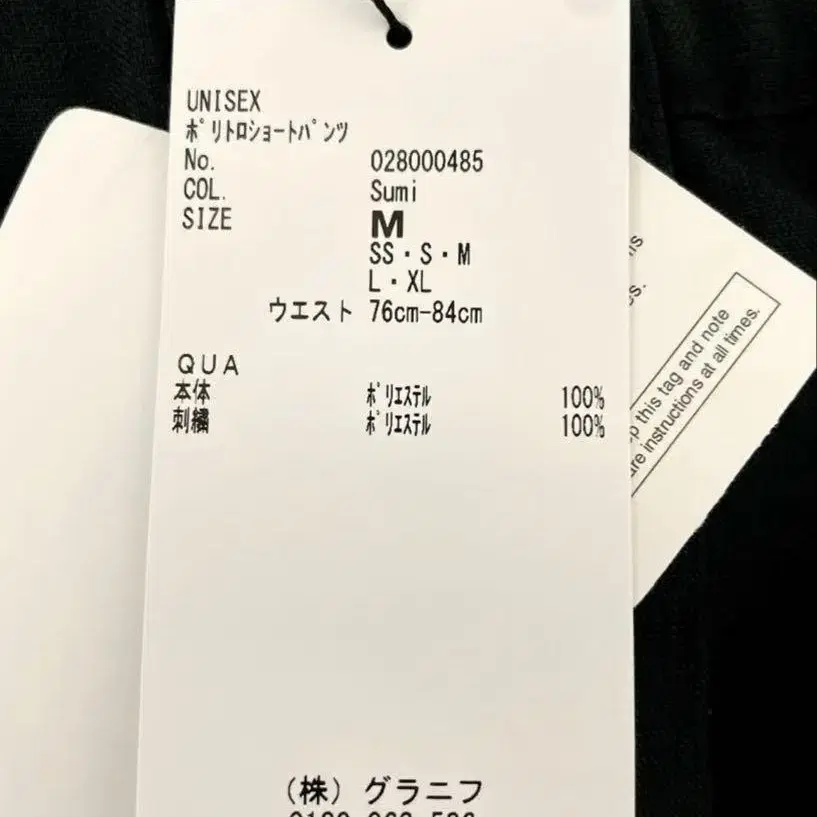 UNISEX
ﾎﾟﾘﾄﾛｼｮｰﾄﾊﾟﾝﾂ
No. 028000485
COL. Sumi
SIZE M
SS・S・M
L・XL
ウエスト 76cm-84cm
QUA
本体 ﾎﾟﾘｴｽﾃﾙ 100%
刺繍 ﾎﾟﾘｴｽﾃﾙ 100%
(株) グラニフ
this tag and note
instructions at all times.